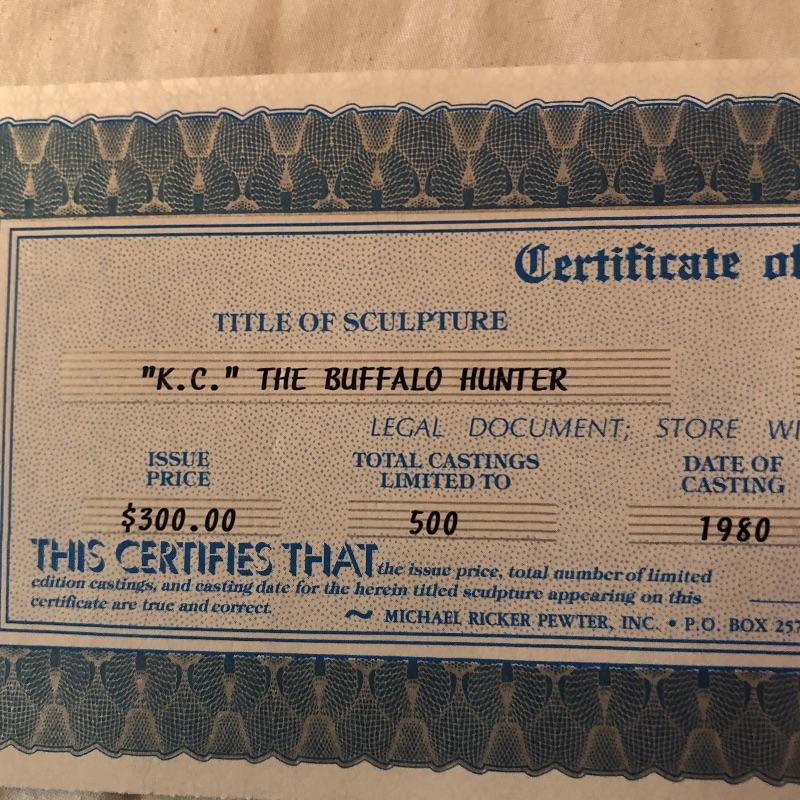 Certificate of
TITLE OF SCULPTURE
"K.C." THE BUFFALO HUNTER
LEGAL DOCUMENT; STORE
ISSUE PRICE
TOTAL CASTINGS LIMITED TO
DATE OF CASTING
$300.00
500
1980
THIS CERTIFIES THAT the issue price, total number of limited
edition castings, and casting date for the herein titled sculpture appearing on this
certificate are true and correct.
~ MICHAEL RICKER PEWTER, INC. • P.O. BOX 257